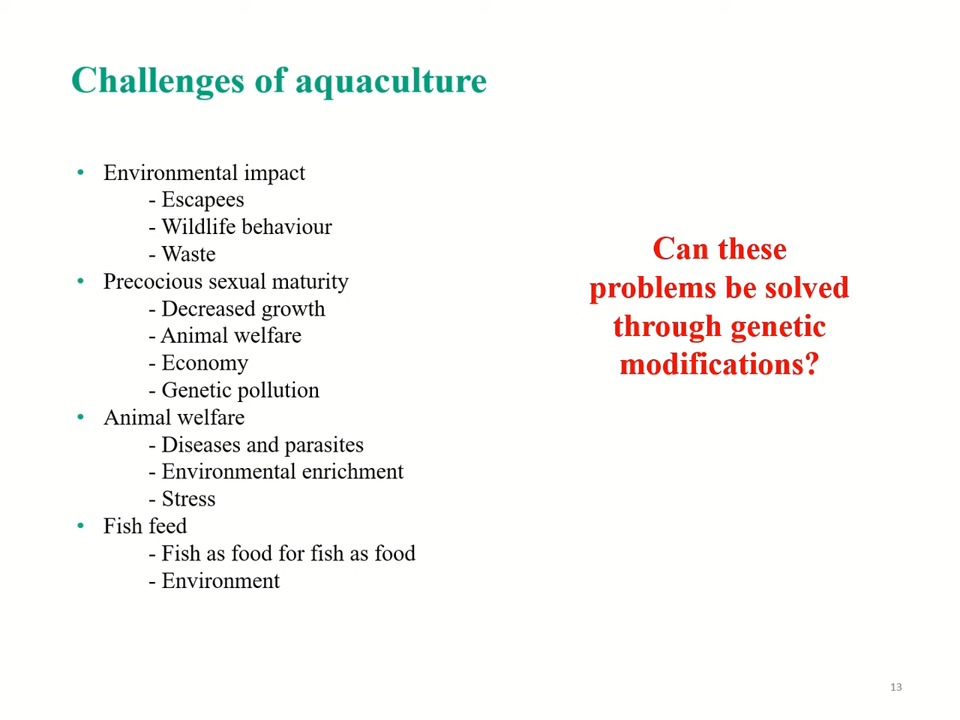 Challenges of aquaculture
• Environmental impact
- Escapees
- Wildlife behaviour
- Waste
• Precocious sexual maturity
- Decreased growth
- Animal welfare
- Economy
- Genetic pollution
• Animal welfare
- Diseases and parasites
- Environmental enrichment
- Stress
• Fish feed
- Fish as food for fish as food
- Environment
Can these
problems be solved
through genetic
modifications?
13